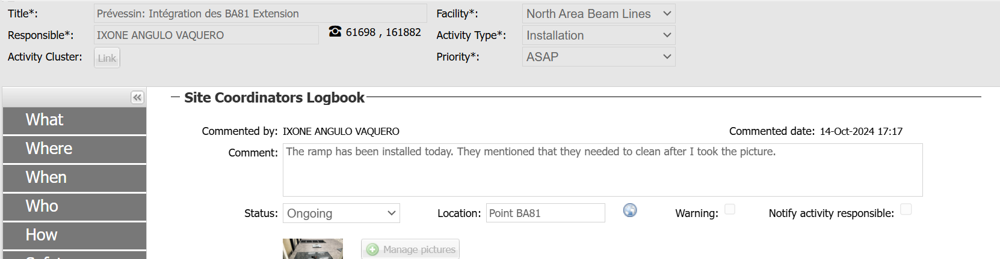 Title*: Prévessin: Intégration des BA81 Extension Facility*: North Area Beam Lines
Responsible*: IXONE ANGULO VAQUERO 61698 , 161882 Activity Type*: Installation
Activity Cluster: Link Priority*: ASAP
What
Where
When
Who
How
Site Coordinators Logbook
Commented by: IXONE ANGULO VAQUERO Commented date: 14-Oct-2024 17:17
Comment: The ramp has been installed today. They mentioned that they needed to clean after I took the picture.
Status: Ongoing Location: Point BA81 Warning: Notify activity responsible:
Manage pictures